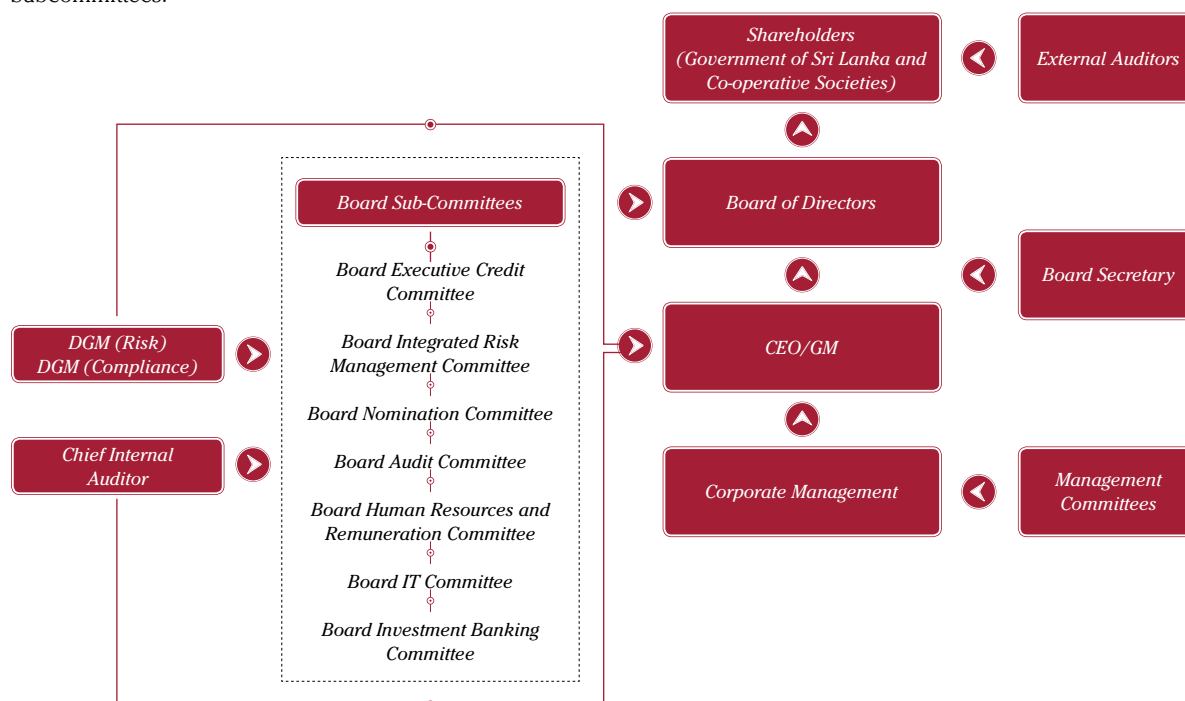 subcommittees.
Shareholders
(Government of Sri Lanka and
Co-operative Societies)
External Auditors
Board Sub-Committees
Board of Directors
Board Executive Credit
Committee
Board Secretary
DGM (Risk)
DGM (Compliance)
Board Integrated Risk
Management Committee
CEO/GM
Board Nomination Committee
Chief Internal
Auditor
Board Audit Committee
Corporate Management
Management
Committees
Board Human Resources and
Remuneration Committee
Board IT Committee
Board Investment Banking
Committee